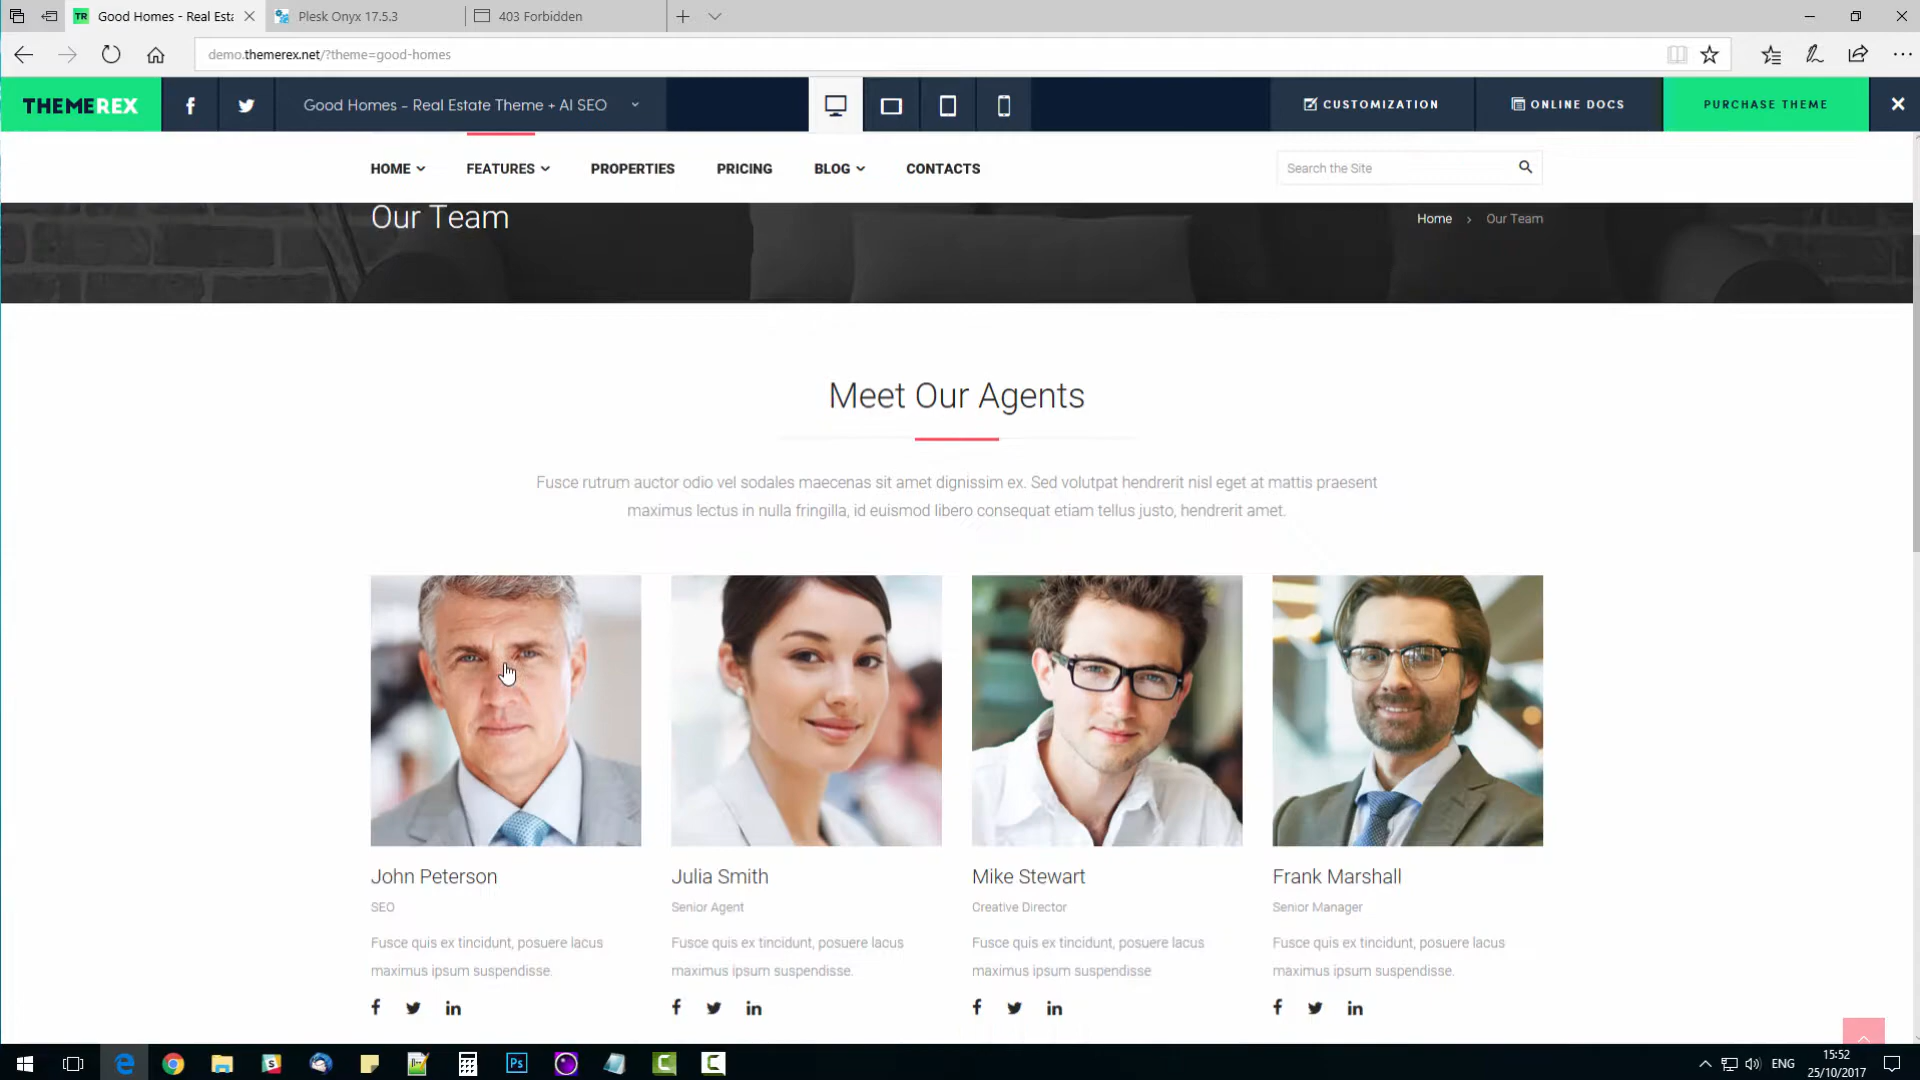 Good Homes - Real Esta
Plesk Onyx 17.5.3
403 Forbidden
demo.themerex.net/?theme=good-homes
THEMEREX
Good Homes – Real Estate Theme + AI SEO
CUSTOMIZATION
ONLINE DOCS
PURCHASE THEME
HOME
FEATURES
PROPERTIES
PRICING
BLOG
CONTACTS
Search the Site
Our Team
Home > Our Team
Meet Our Agents
Fusce rutrum auctor odio vel sodales maecenas sit amet dignissim ex. Sed volutpat hendrerit nisl eget at mattis praesent
maximus lectus in nulla fringilla, id euismod libero consequat etiam tellus justo, hendrerit amet.
John Peterson
SEO
Fusce quis ex tincidunt, posuere lacus
maximus ipsum suspendisse.
Julia Smith
Senior Agent
Fusce quis ex tincidunt, posuere lacus
maximus ipsum suspendisse.
Mike Stewart
Creative Director
Fusce quis ex tincidunt, posuere lacus
maximus ipsum suspendisse
Frank Marshall
Senior Manager
Fusce quis ex tincidunt, posuere lacus
maximus ipsum suspendisse.
ENG
15:52
25/10/2017